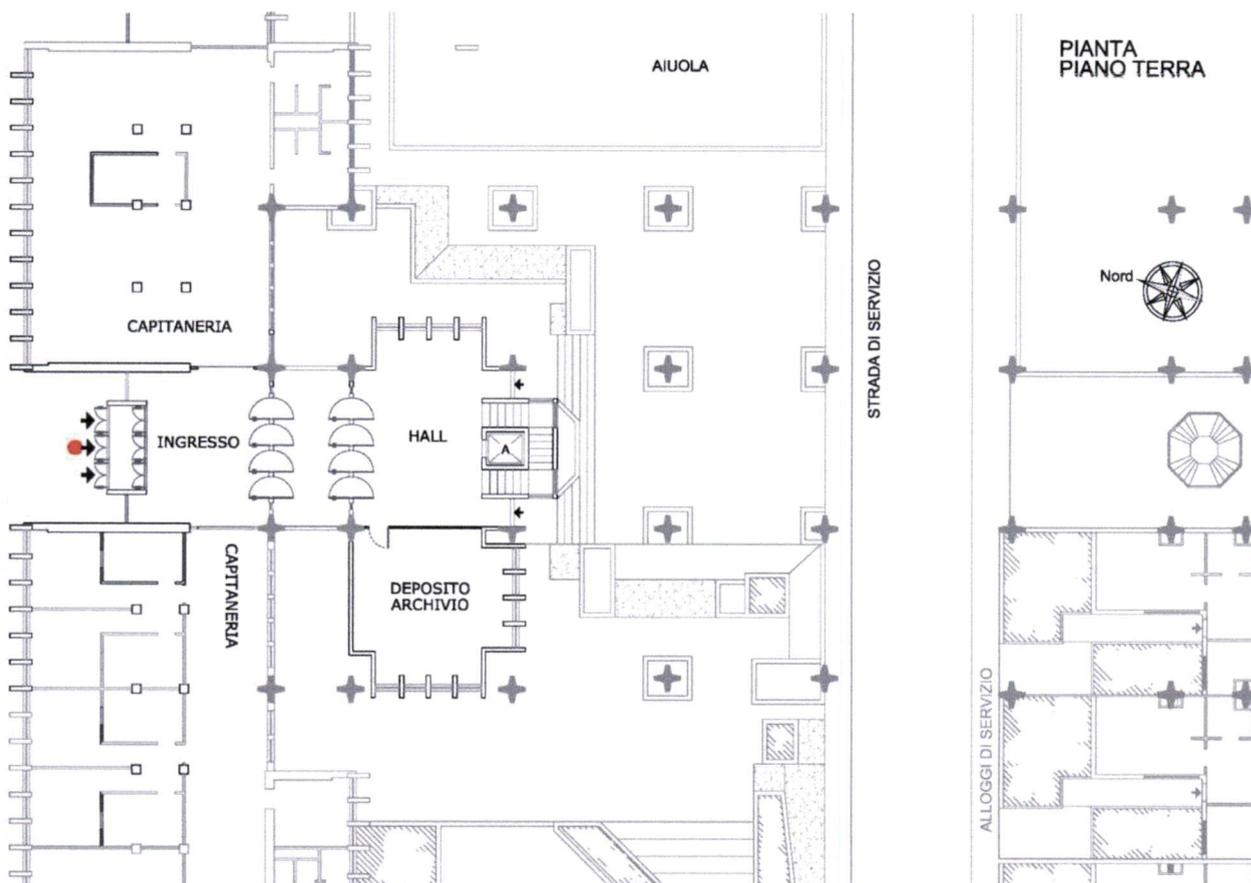 PIANTA
PIANO TERRA
AIUOLA
Nord
STRADA DI SERVIZIO
CAPITANERIA
INGRESSO
HALL
A
CAPITANERIA
DEPOSITO
ARCHIVIO
ALLOGGI DI SERVIZIO